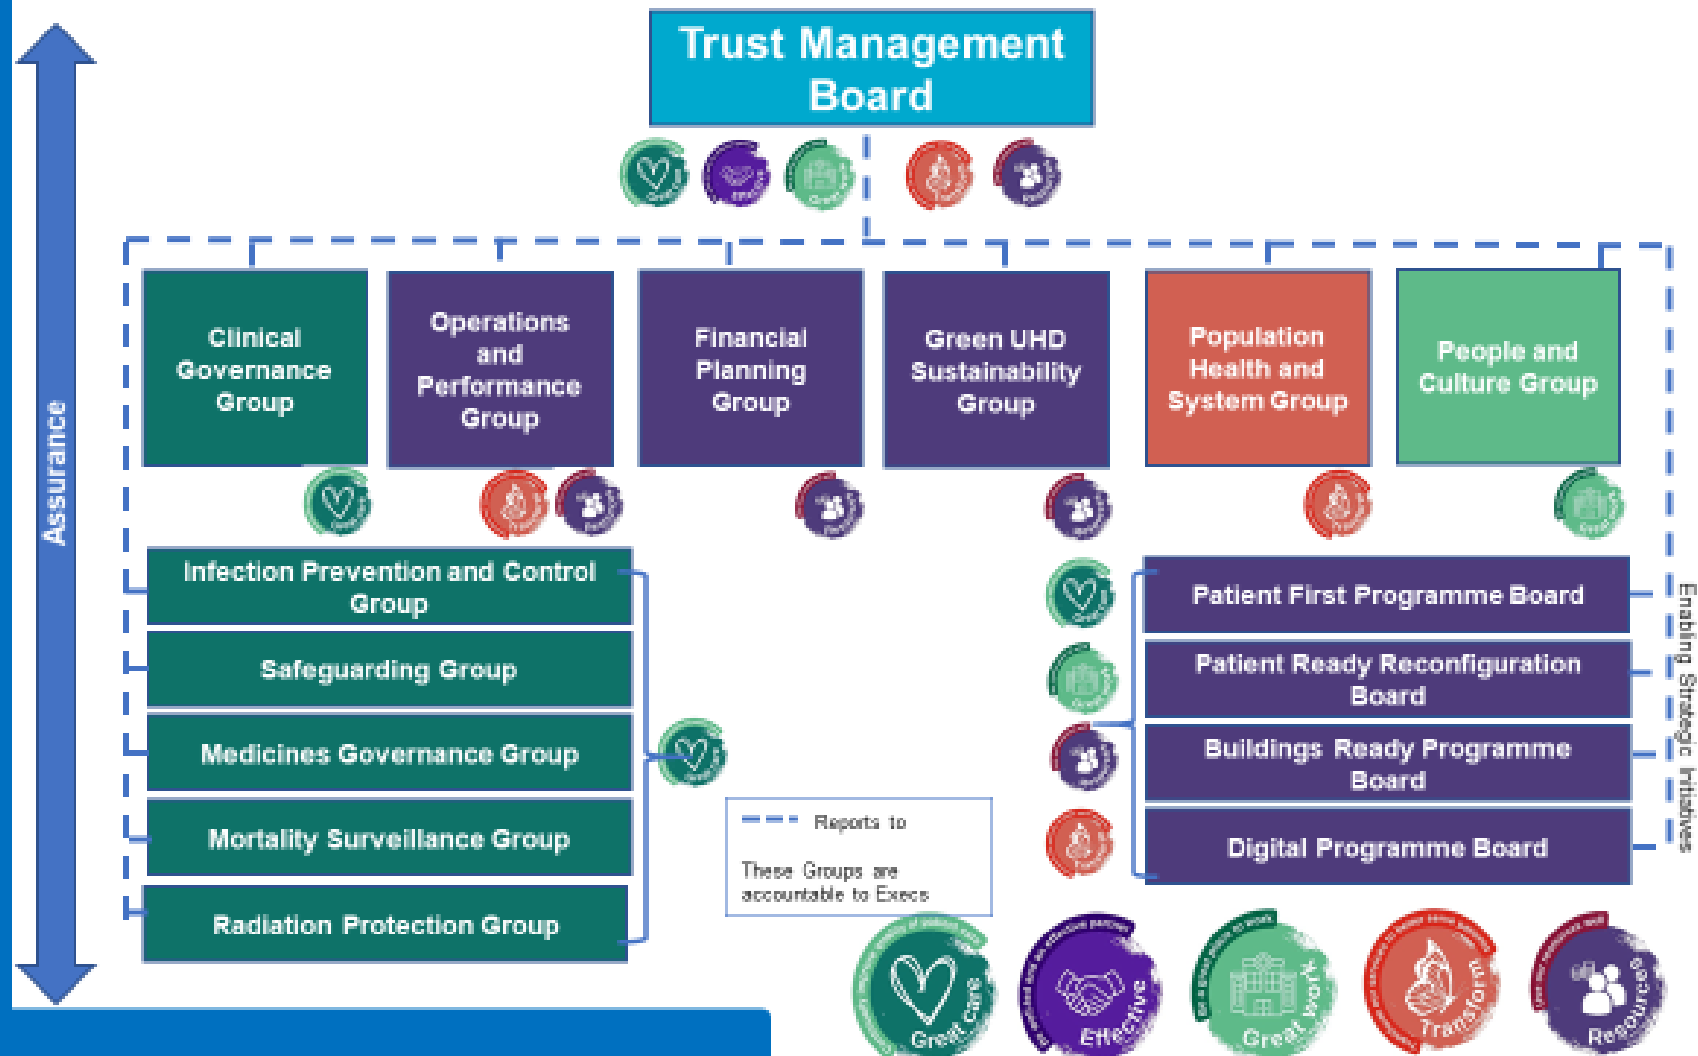 Trust Management
Board
Assurance
Clinical
Governance
Group
Operations
and
Performance
Group
Financial
Planning
Group
Green UHD
Sustainability
Group
Population
Health and
System Group
People and
Culture Group
Infection Prevention and Control
Group
Safeguarding Group
Medicines Governance Group
Mortality Surveillance Group
Radiation Protection Group
Patient First Programme Board
Patient Ready Reconfiguration
Board
Buildings Ready Programme
Board
Digital Programme Board
Enabling Strategic Initiatives
Reports to
These Groups are
accountable to Execs
Great care
Effective
Great work
Transform
Resources